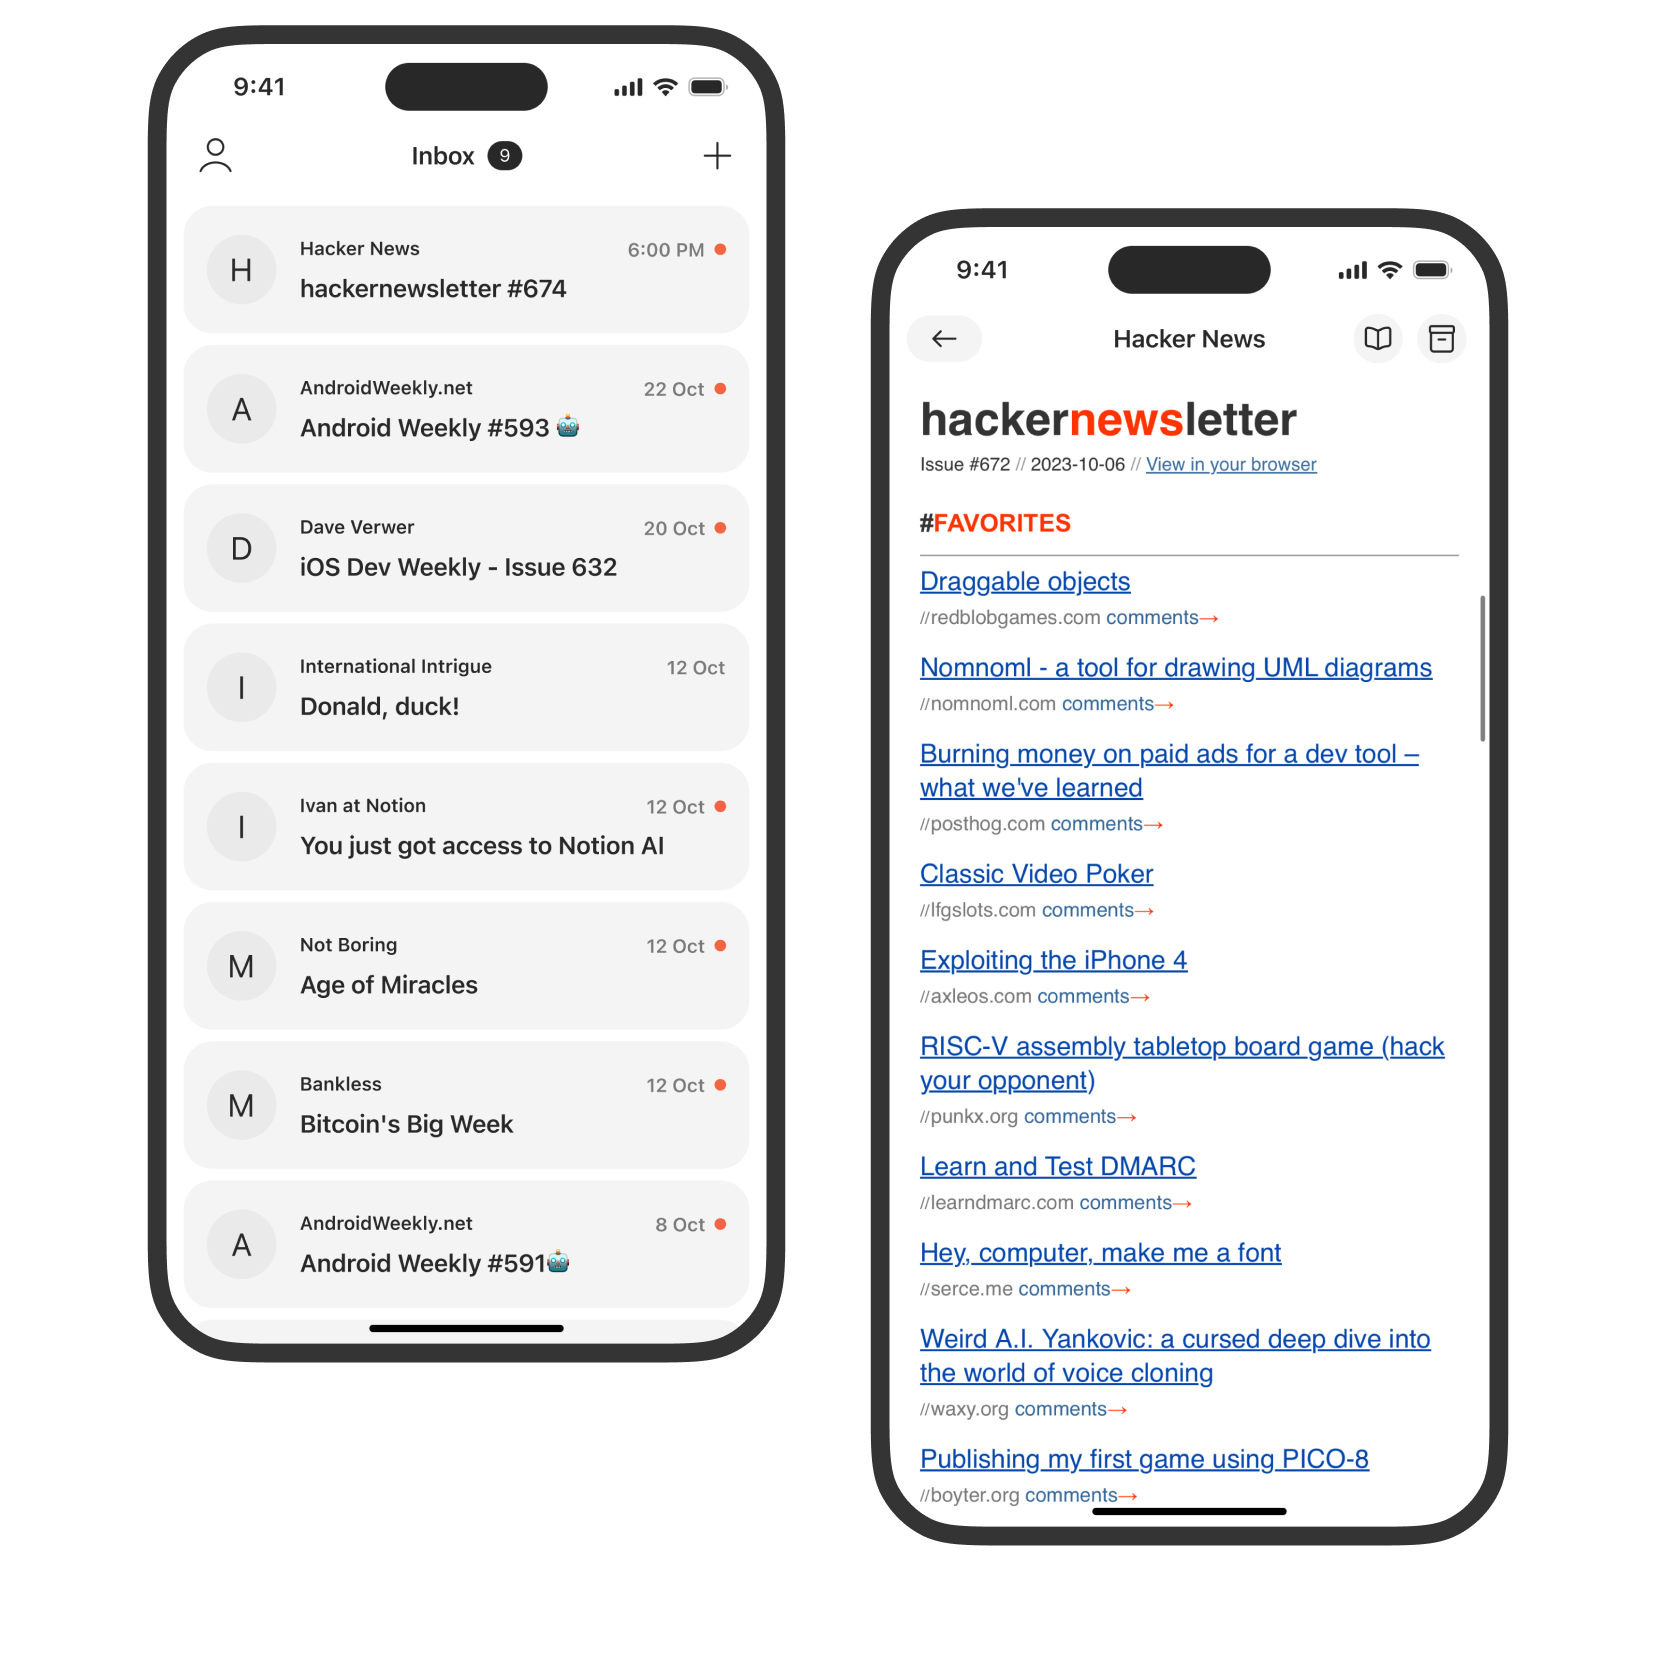 9:41
Inbox 9
H
Hacker News 6:00 PM
hackernewsletter #674
A
AndroidWeekly.net 22 Oct
Android Weekly #593 🤖
D
Dave Verwer 20 Oct
iOS Dev Weekly - Issue 632
I
International Intrigue 12 Oct
Donald, duck!
I
Ivan at Notion 12 Oct
You just got access to Notion AI
M
Not Boring 12 Oct
Age of Miracles
M
Bankless 12 Oct
Bitcoin's Big Week
A
AndroidWeekly.net 8 Oct
Android Weekly #591🤖
9:41
Hacker News
hackernewsletter
Issue #672 // 2023-10-06 // View in your browser
#FAVORITES
Draggable objects
//redblobgames.com comments→
Nomnoml - a tool for drawing UML diagrams
//nomnoml.com comments→
Burning money on paid ads for a dev tool –
what we've learned
//posthog.com comments→
Classic Video Poker
//lfgslots.com comments→
Exploiting the iPhone 4
//axleos.com comments→
RISC-V assembly tabletop board game (hack
your opponent)
//punkx.org comments→
Learn and Test DMARC
//learndmarc.com comments→
Hey, computer, make me a font
//serce.me comments→
Weird A.I. Yankovic: a cursed deep dive into
the world of voice cloning
//waxy.org comments→
Publishing my first game using PICO-8
//boyter.org comments→